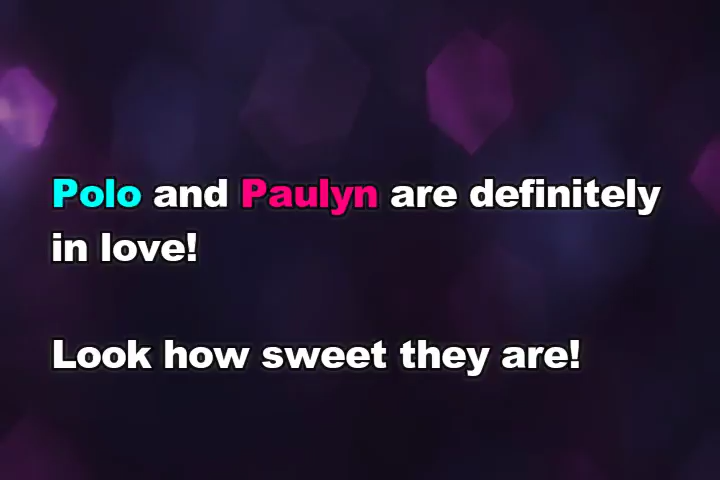 Polo and Paulyn are definitely
in love!
Look how sweet they are!